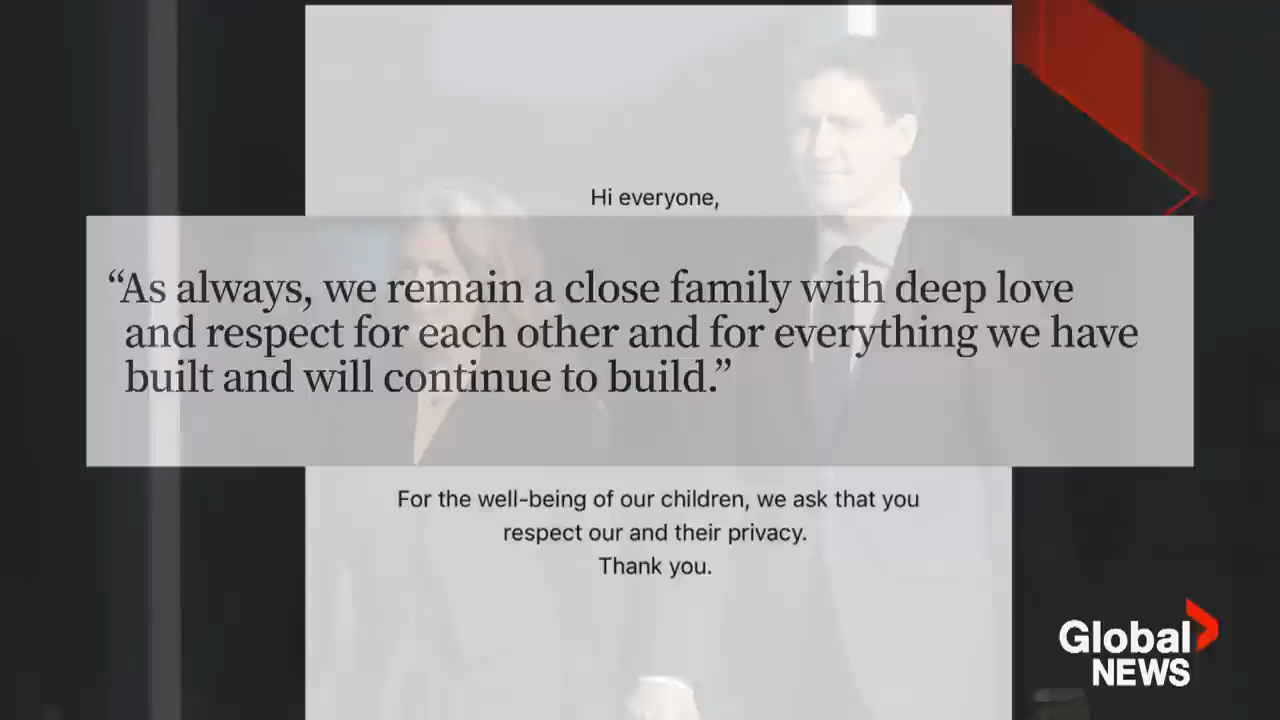 Hi everyone,
“As always, we remain a close family with deep love
and respect for each other and for everything we have
built and will continue to build.”
For the well-being of our children, we ask that you
respect our and their privacy.
Thank you.
Global
NEWS